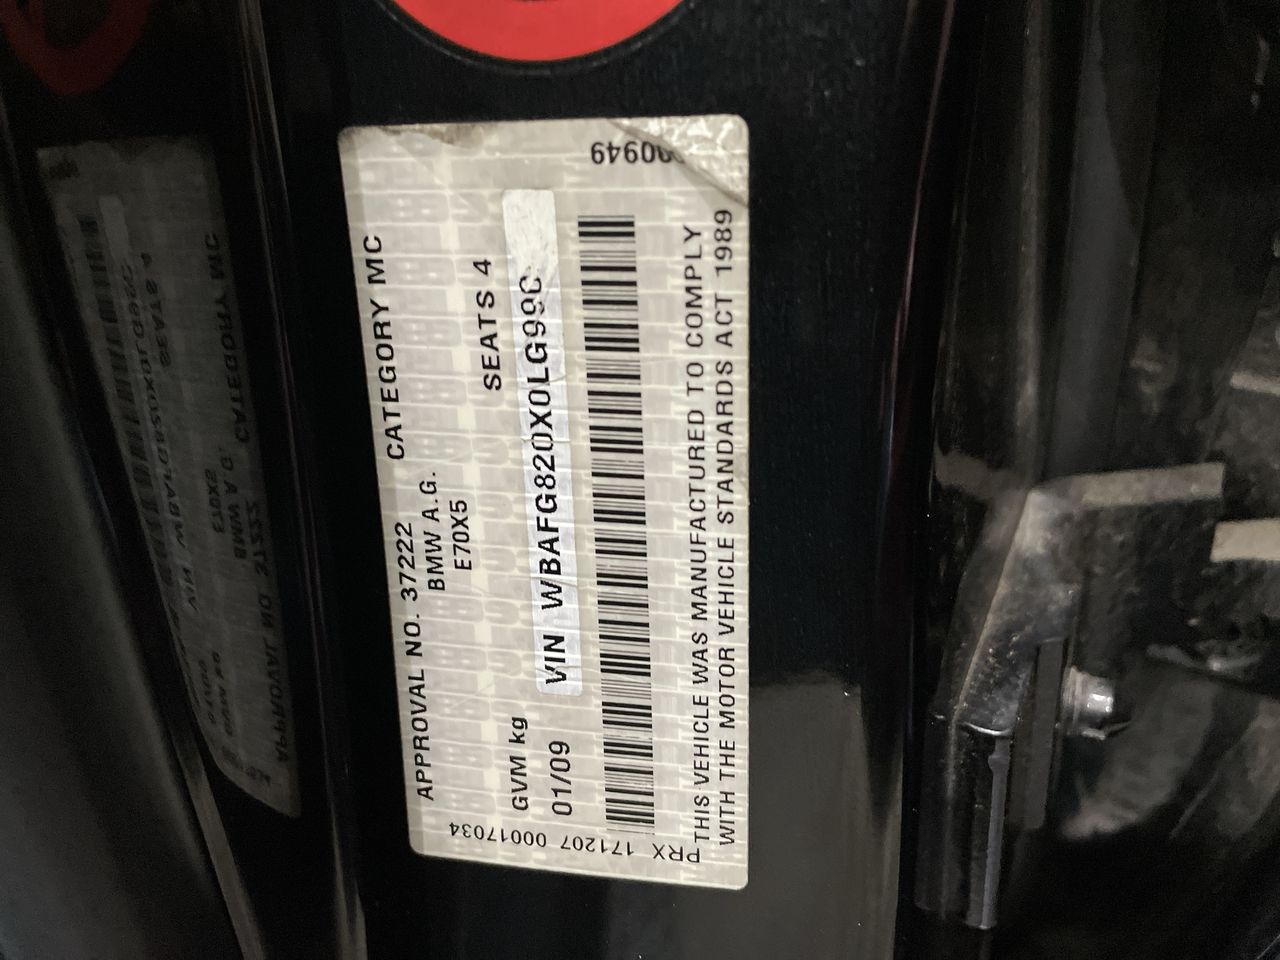 APPROVAL NO. 37222 CATEGORY MC
BMW A.G.
E70X5
SEATS 4
GVM kg
01/09
VIN WBAFG820X0LG99C
THIS VEHICLE WAS MANUFACTURED TO COMPLY
WITH THE MOTOR VEHICLE STANDARDS ACT 1989
PRX 171207 00017034